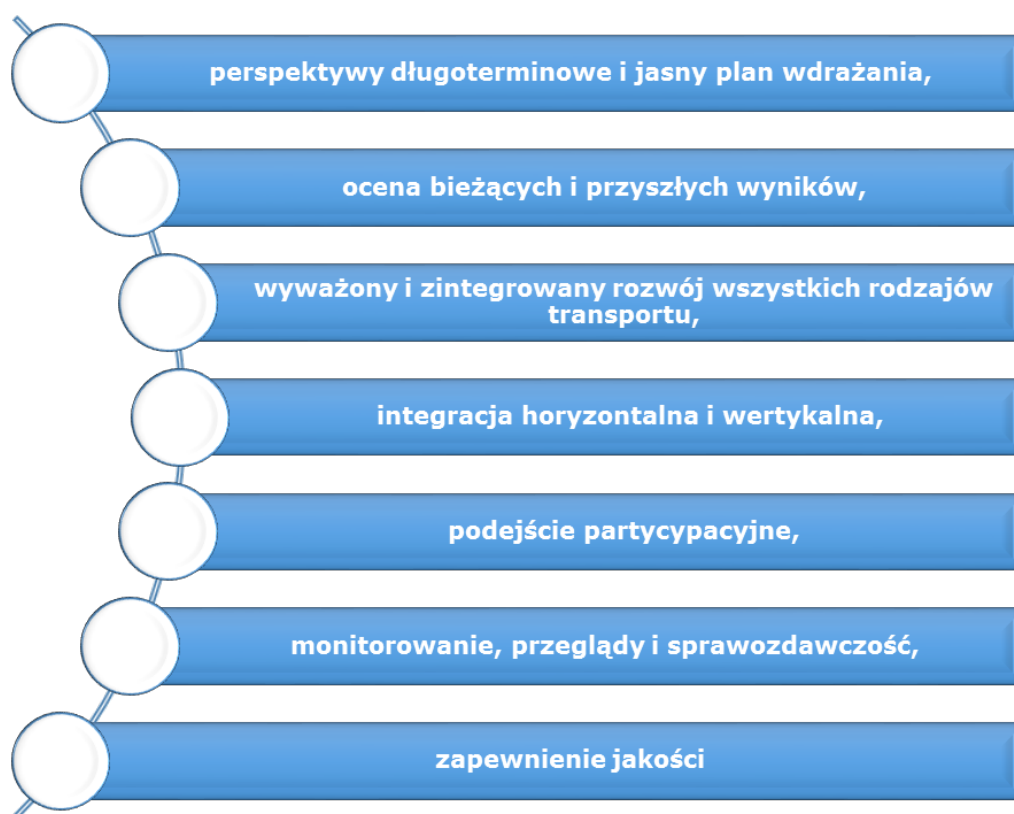 perspektywy długoterminowe i jasny plan wdrażania,
ocena bieżących i przyszłych wyników,
wyważony i zintegrowany rozwój wszystkich rodzajów
transportu,
integracja horyzontalna i wertykalna,
podejście partycypacyjne,
monitorowanie, przeglądy i sprawozdawczość,
zapewnienie jakości